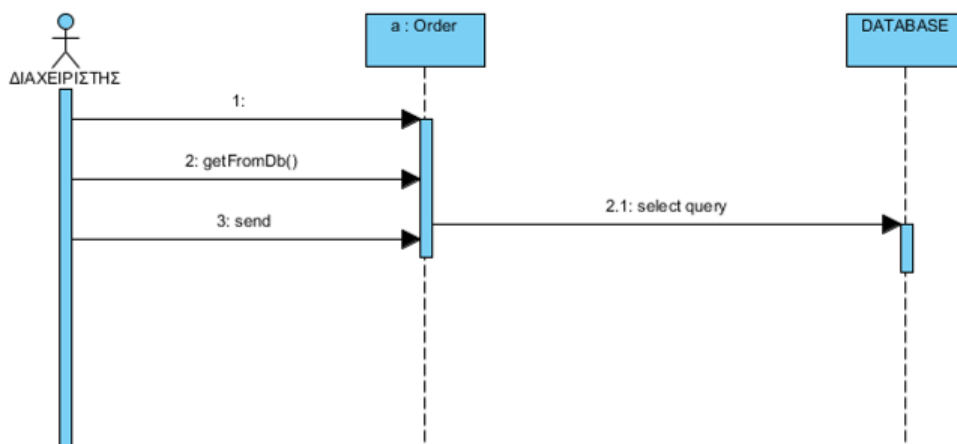 a : Order
DATABASE
ΔΙΑΧΕΙΡΙΣΤΗΣ
1:
2: getFromDb()
2.1: select query
3: send